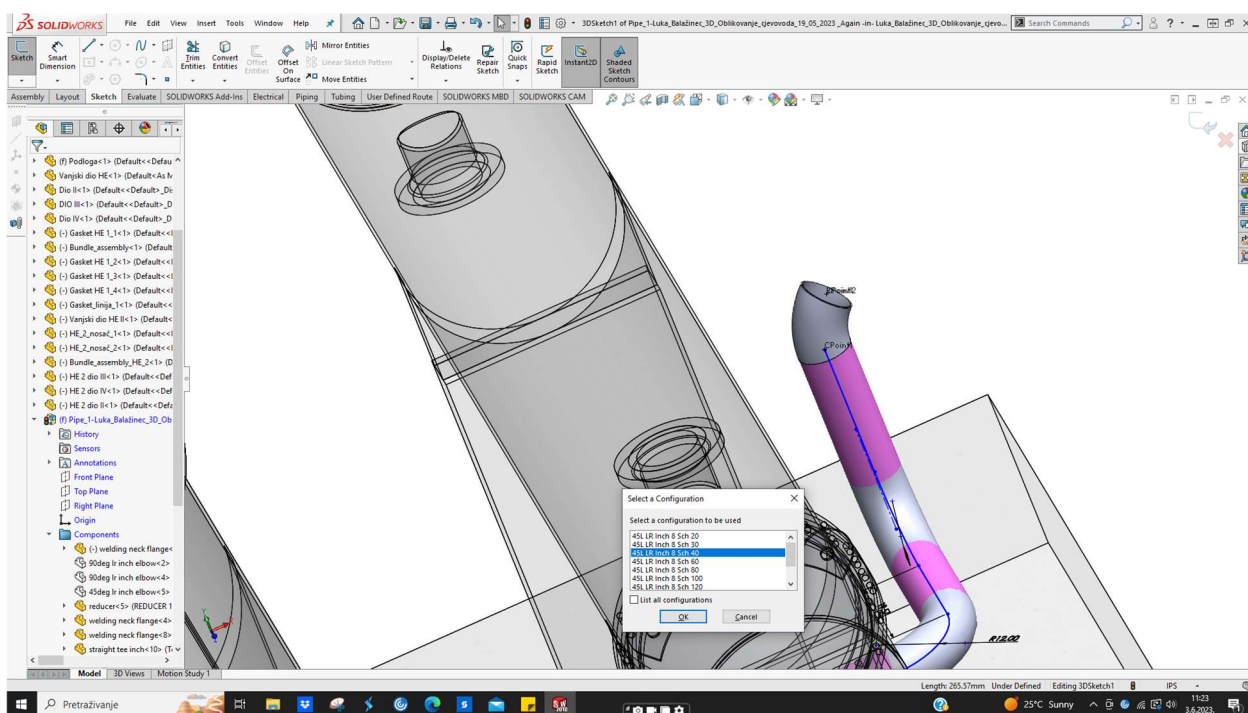 SOLIDWORKS File Edit View Insert Tools Window Help 3DSketch1 of Pipe_1-Luka_Balažinec_3D_Oblikovanje_cjevovoda_19_05_2023 _Again -in- Luka_Balažinec_3D_Oblikovanje_cjevo... Search Commands
Sketch Smart Dimension Trim Entities Convert Entities Offset Entities Offset On Surface Mirror Entities Linear Sketch Pattern Move Entities Display/Delete Relations Repair Sketch Quick Snaps Rapid Sketch Instant2D Shaded Sketch Contours
Assembly Layout Sketch Evaluate SOLIDWORKS Add-Ins Electrical Piping Tubing User Defined Route SOLIDWORKS MBD SOLIDWORKS CAM
(f) Podloga<1> (Default<<Defau
Vanjski dio HE<1> (Default<As M
Dio II<1> (Default<<Default>_Di
DIO III<1> (Default<<Default>_D
Dio IV<1> (Default<<Default>_D
(-) Gasket HE 1_1<1> (Default<<
(-) Bundle_assembly<1> (Default
(-) Gasket HE 1_2<1> (Default<<
(-) Gasket HE 1_3<1> (Default<<
(-) Gasket HE 1_4<1> (Default<<
(-) Gasket_linija_1<1> (Default<<
(-) Vanjski dio HE II<1> (Default<
(-) HE_2_nosač_1<1> (Default<<
(-) HE_2_nosač_2<1> (Default<<
(-) Bundle_assembly_HE_2<1> (D
(-) HE 2 dio III<1> (Default<<Def
(-) HE 2 dio IV<1> (Default<<Def
(-) HE 2 dio II<1> (Default<<Defa
(f) Pipe_1-Luka_Balažinec_3D_Ob
History
Sensors
Annotations
Front Plane
Top Plane
Right Plane
Origin
Components
(-) welding neck flange<
90deg lr inch elbow<2>
90deg lr inch elbow<4>
45deg lr inch elbow<5>
reducer<5> (REDUCER 1
welding neck flange<4>
welding neck flange<8>
straight tee inch<10> (T
CPoint1
R12.00
Select a Configuration
Select a configuration to be used
45L LR Inch 8 Sch 20
45L LR Inch 8 Sch 30
45L LR Inch 8 Sch 40
45L LR Inch 8 Sch 60
45L LR Inch 8 Sch 80
45L LR Inch 8 Sch 100
45L LR Inch 8 Sch 120
List all configurations
OK Cancel
Model 3D Views Motion Study 1
Length: 265.57mm Under Defined Editing 3DSketch1 IPS
Pretraživanje 25°C Sunny 11:23
3.6.2023.